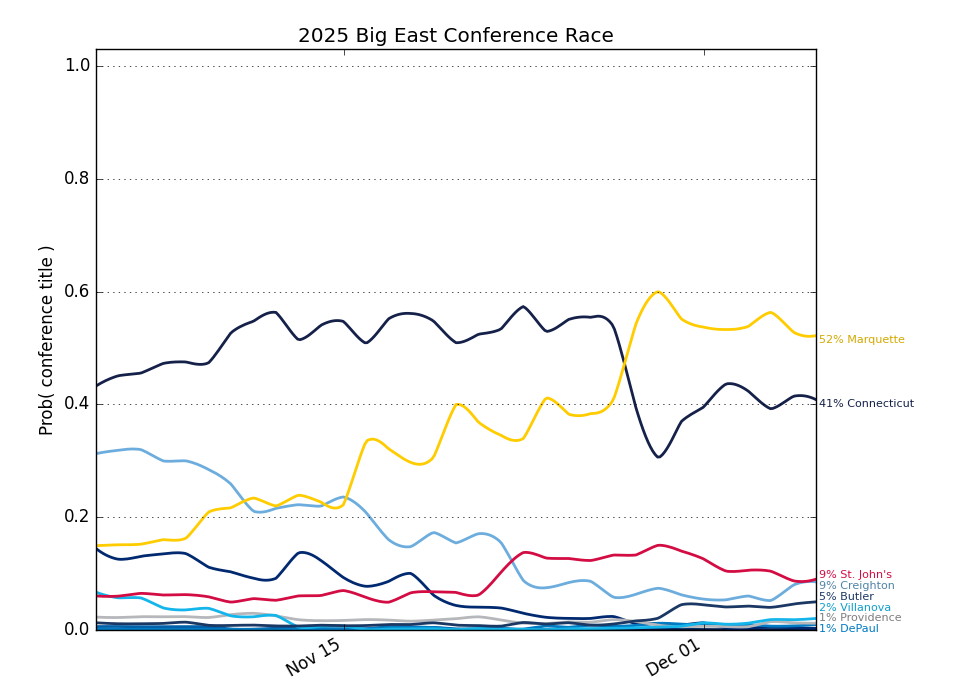 2025 Big East Conference Race
Prob( conference title )
1.0
0.8
0.6
0.4
0.2
0.0
Nov 15
Dec 01
52% Marquette
41% Connecticut
9% St. John's
9% Creighton
5% Butler
2% Villanova
1% Providence
1% DePaul